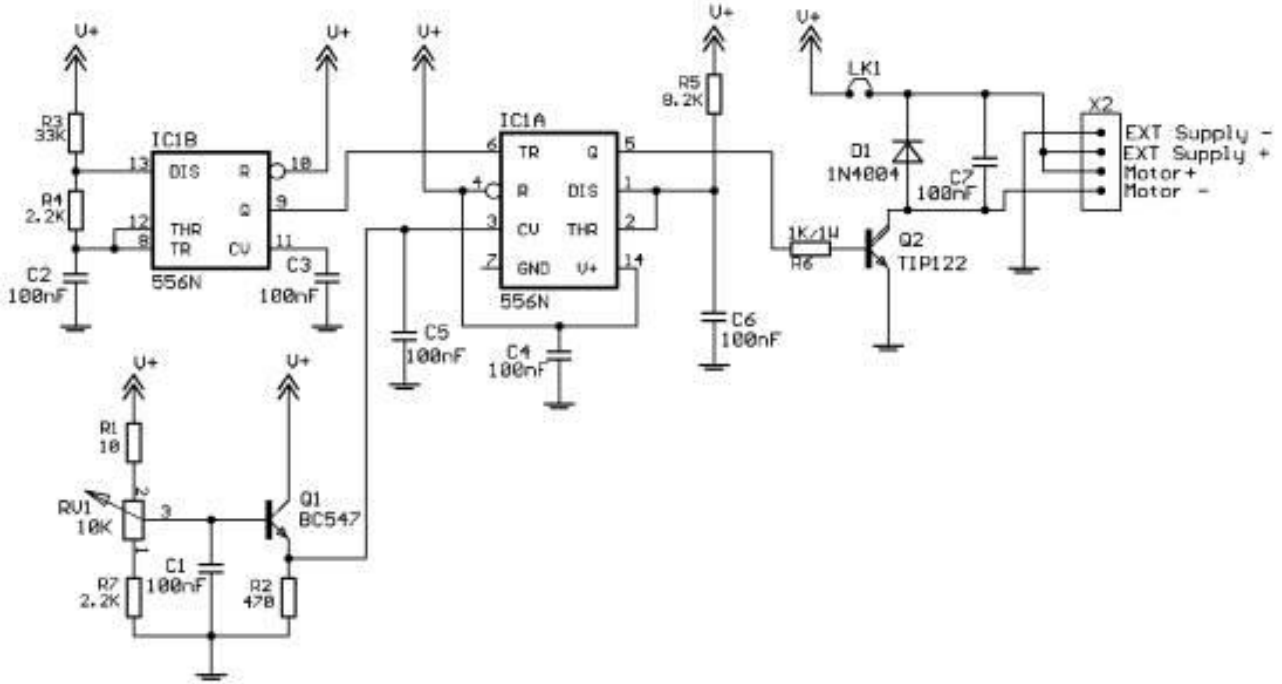 V+
V+
V+
V+
V+
LK1
R5
8.2K
R3
33K
IC1B
IC1A
X2
13
DIS
R
10
6
TR
Q
5
EXT Supply -
EXT Supply +
Motor+
Motor -
D1
1N4004
C7
100nF
R4
2.2K
Q
9
4
R
DIS
1
12
THR
8
TR
CV
11
3
CV
THR
2
1K/1W
R6
Q2
TIP122
C2
100nF
556N
C3
100nF
7
GND
V+
14
556N
C5
100nF
C4
100nF
C6
100nF
V+
V+
R1
10
2
RV1
10K
3
1
Q1
BC547
R7
2.2K
C1
100nF
R2
470